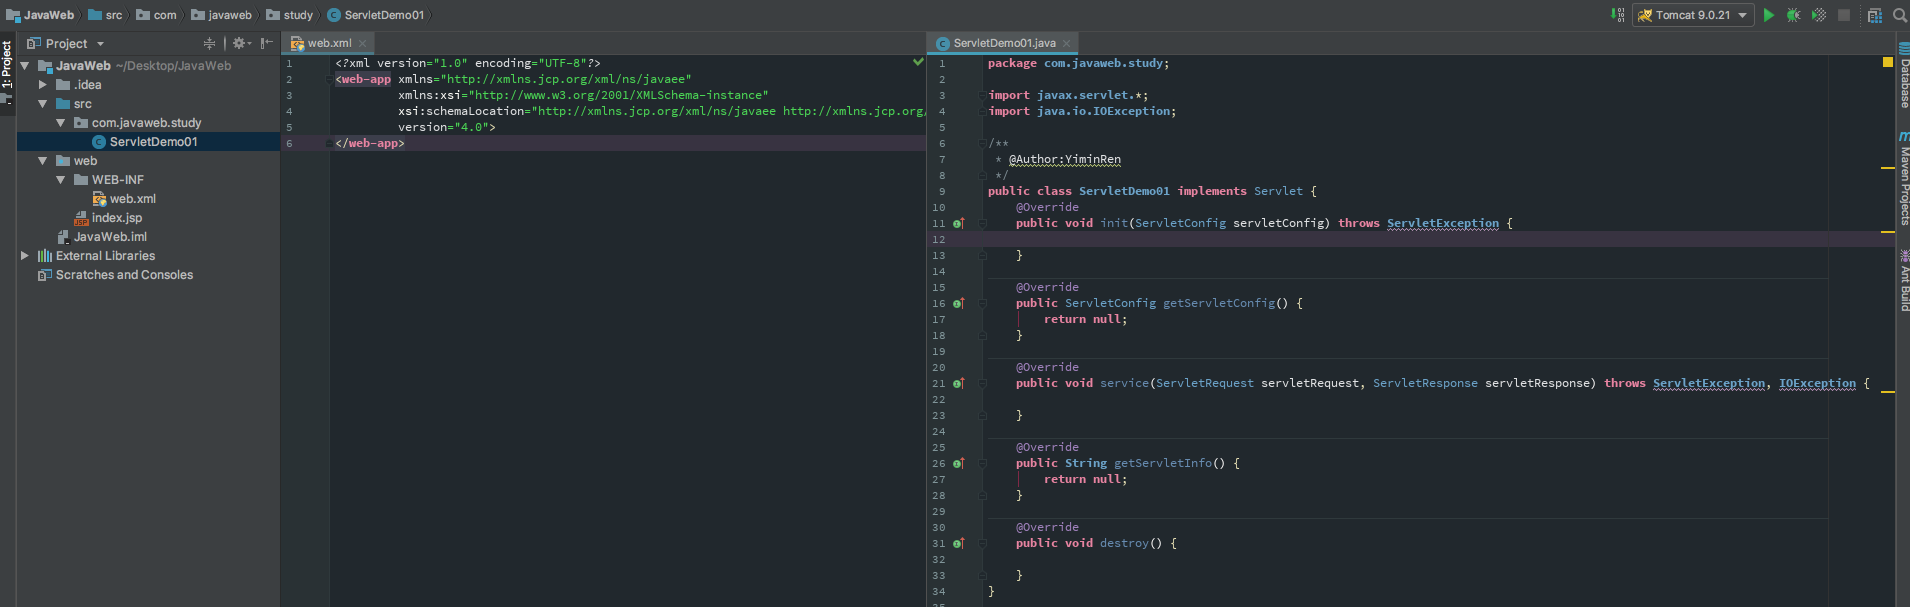 JavaWeb src com javaweb study ServletDemo01
Tomcat 9.0.21
1: Project
Project
JavaWeb ~/Desktop/JavaWeb
.idea
src
com.javaweb.study
ServletDemo01
web
WEB-INF
web.xml
index.jsp
JavaWeb.iml
External Libraries
Scratches and Consoles
web.xml
1 <?xml version="1.0" encoding="UTF-8"?>
2 <web-app xmlns="http://xmlns.jcp.org/xml/ns/javaee"
3 xmlns:xsi="http://www.w3.org/2001/XMLSchema-instance"
4 xsi:schemaLocation="http://xmlns.jcp.org/xml/ns/javaee http://xmlns.jcp.org/
5 version="4.0">
6 </web-app>
ServletDemo01.java
1 package com.javaweb.study;
2
3 import javax.servlet.*;
4 import java.io.IOException;
5
6 /**
7 * @Author:YiminRen
8 */
9 public class ServletDemo01 implements Servlet {
10 @Override
11 public void init(ServletConfig servletConfig) throws ServletException {
12
13 }
14
15 @Override
16 public ServletConfig getServletConfig() {
17 return null;
18 }
19
20 @Override
21 public void service(ServletRequest servletRequest, ServletResponse servletResponse) throws ServletException, IOException {
22
23 }
24
25 @Override
26 public String getServletInfo() {
27 return null;
28 }
29
30 @Override
31 public void destroy() {
32
33 }
34 }
Database
Maven Projects
Ant Build